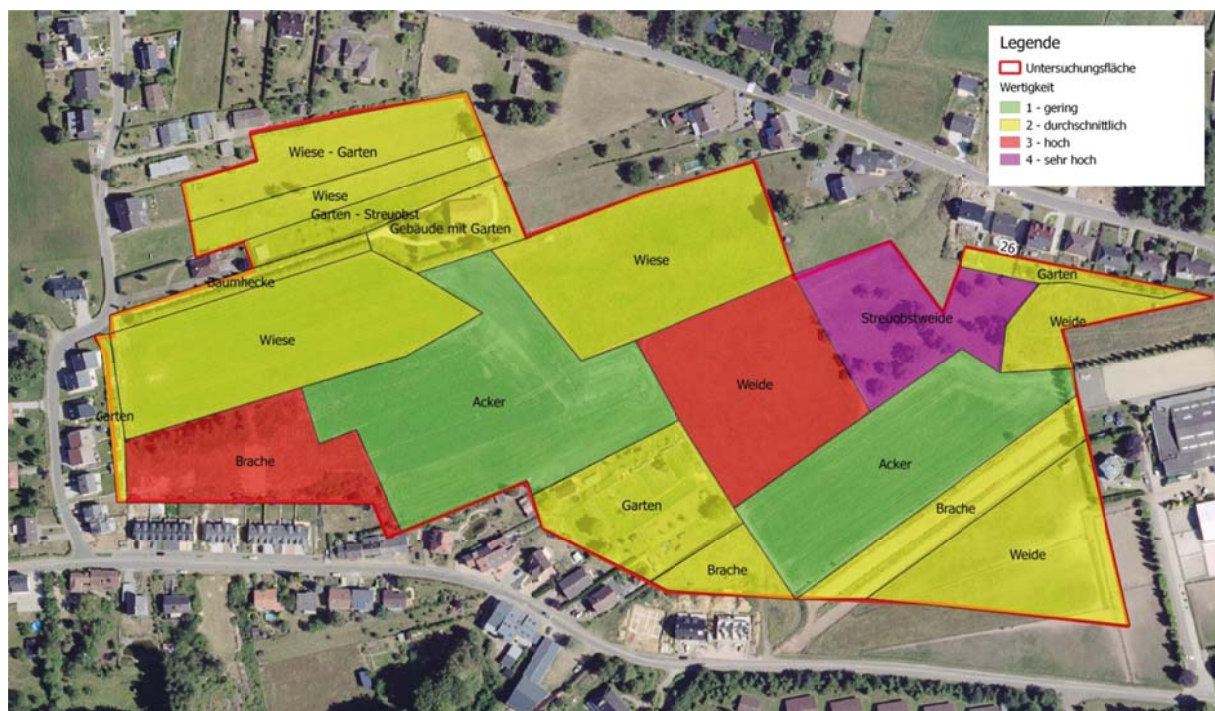 Legende
Untersuchungsfläche
Wertigkeit
1 - gering
2 - durchschnittlich
3 - hoch
4 - sehr hoch
Wiese - Garten
Wiese
Garten - Streuobst
Gebäude mit Garten
Baumhecke
Wiese
Wiese
26
Garten
Streuobstweide
Weide
Garten
Acker
Weide
Brache
Acker
Garten
Brache
Brache
Weide